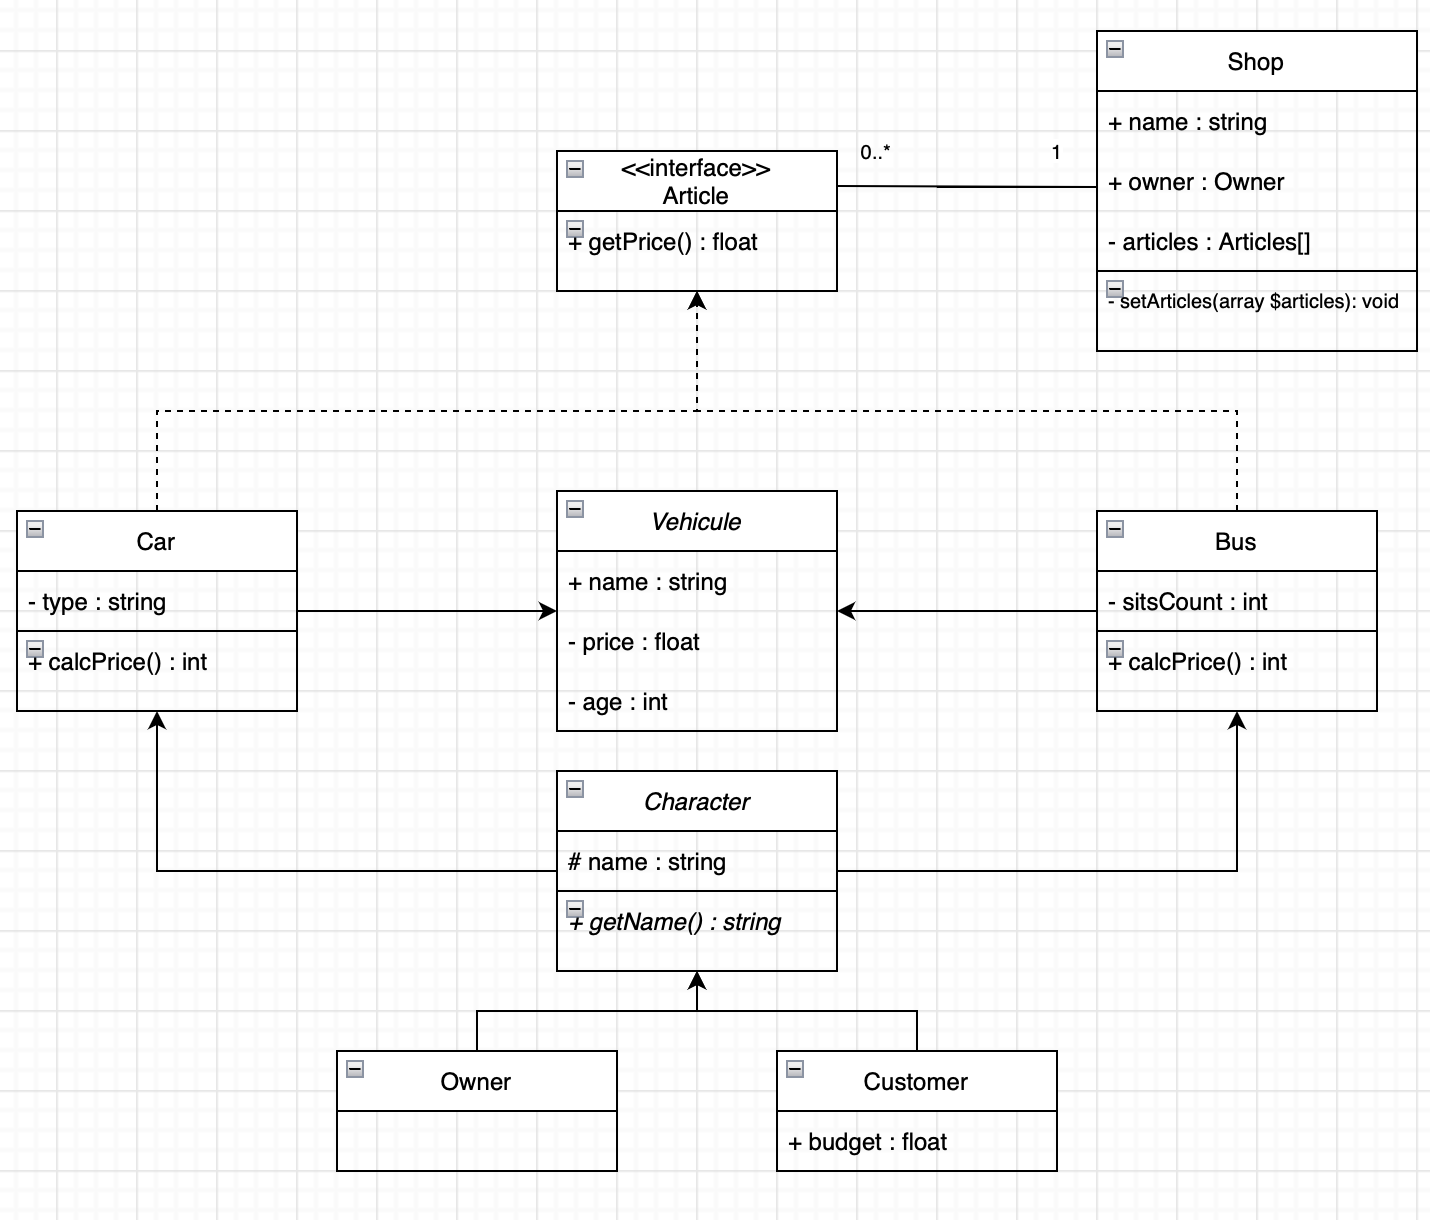 Shop
+ name : string
+ owner : Owner
- articles : Articles[]
- setArticles(array $articles): void
0..*
1
<<interface>>
Article
+ getPrice() : float
Car
- type : string
+ calcPrice() : int
Vehicule
+ name : string
- price : float
- age : int
Bus
- sitsCount : int
+ calcPrice() : int
Character
# name : string
+ getName() : string
Owner
Customer
+ budget : float